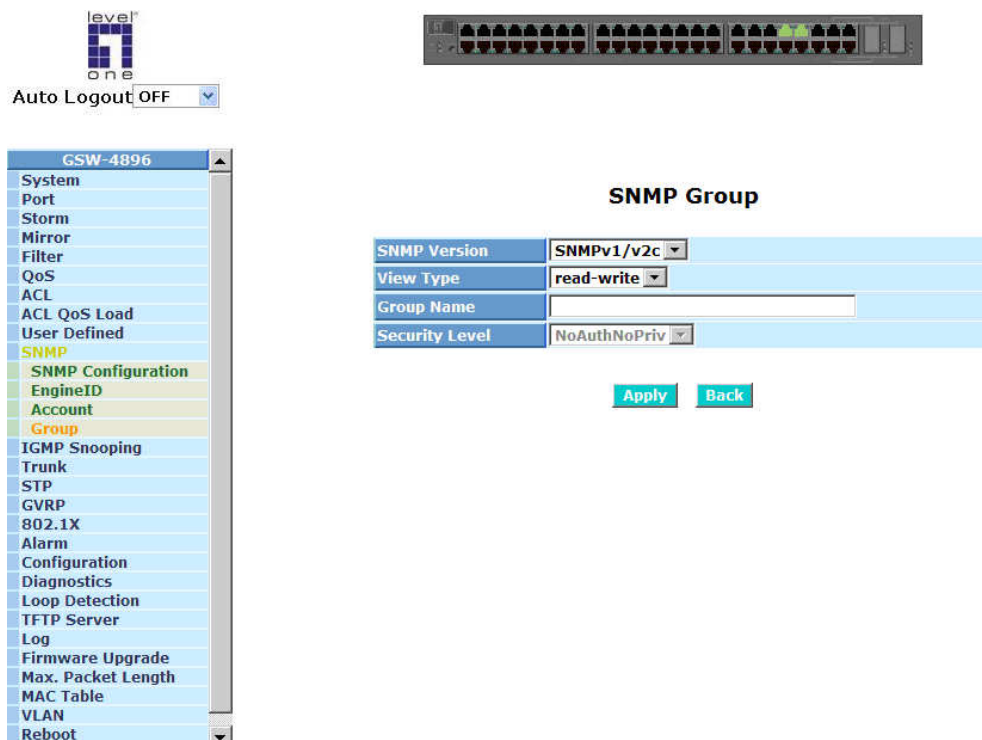 level
one
Auto Logout OFF
GSW-4896
System
Port
Storm
Mirror
Filter
QoS
ACL
ACL QoS Load
User Defined
SNMP
SNMP Configuration
EngineID
Account
Group
IGMP Snooping
Trunk
STP
GVRP
802.1X
Alarm
Configuration
Diagnostics
Loop Detection
TFTP Server
Log
Firmware Upgrade
Max. Packet Length
MAC Table
VLAN
Reboot
SNMP Group
SNMP Version SNMPv1/v2c
View Type read-write
Group Name
Security Level NoAuthNoPriv
Apply Back